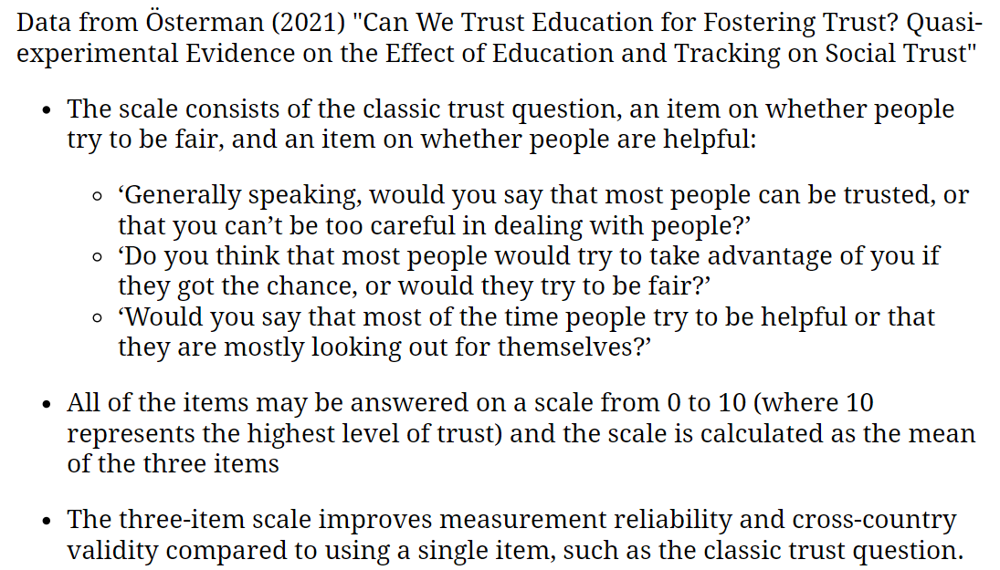 Data from Österman (2021) "Can We Trust Education for Fostering Trust? Quasi-
experimental Evidence on the Effect of Education and Tracking on Social Trust"
• The scale consists of the classic trust question, an item on whether people
try to be fair, and an item on whether people are helpful:
◦ ‘Generally speaking, would you say that most people can be trusted, or
that you can’t be too careful in dealing with people?’
◦ ‘Do you think that most people would try to take advantage of you if
they got the chance, or would they try to be fair?’
◦ ‘Would you say that most of the time people try to be helpful or that
they are mostly looking out for themselves?’
• All of the items may be answered on a scale from 0 to 10 (where 10
represents the highest level of trust) and the scale is calculated as the mean
of the three items
• The three-item scale improves measurement reliability and cross-country
validity compared to using a single item, such as the classic trust question.